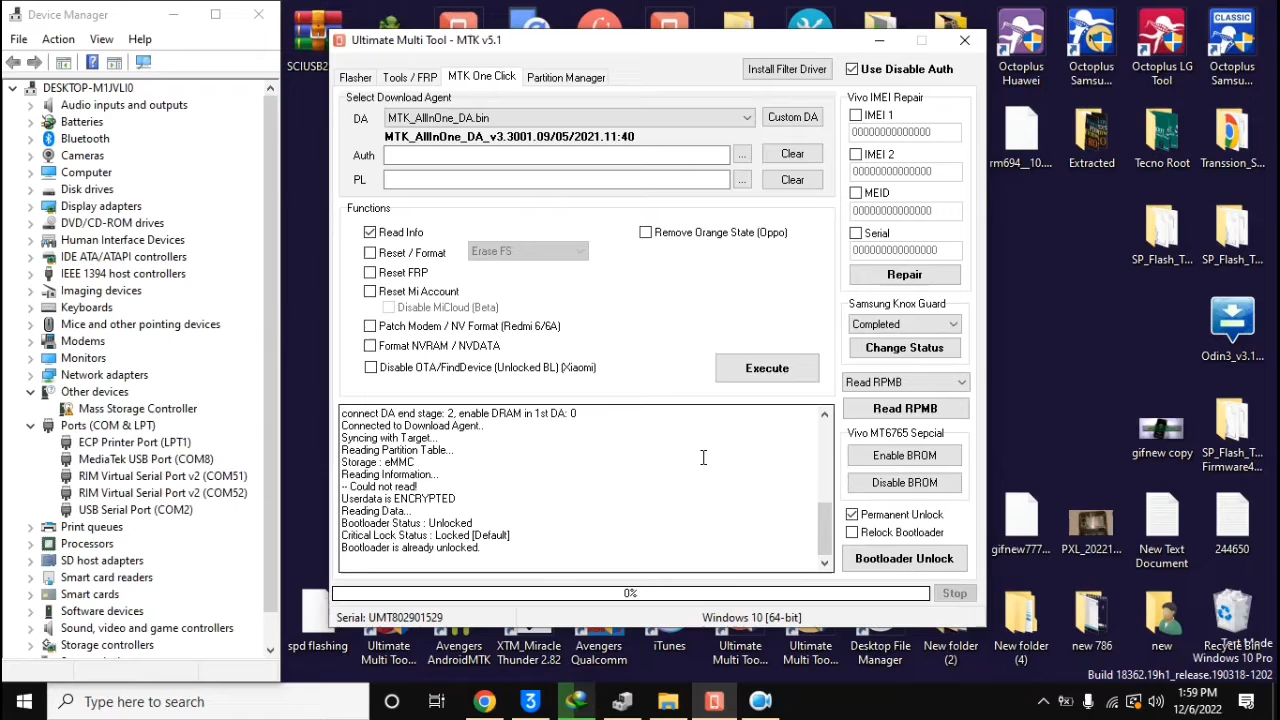 Device Manager
File Action View Help
DESKTOP-M1JVLI0
Audio inputs and outputs
Batteries
Bluetooth
Cameras
Computer
Disk drives
Display adapters
DVD/CD-ROM drives
Human Interface Devices
IDE ATA/ATAPI controllers
IEEE 1394 host controllers
Imaging devices
Keyboards
Mice and other pointing devices
Modems
Monitors
Network adapters
Other devices
Mass Storage Controller
Ports (COM & LPT)
ECP Printer Port (LPT1)
MediaTek USB Port (COM8)
RIM Virtual Serial Port v2 (COM51)
RIM Virtual Serial Port v2 (COM52)
USB Serial Port (COM2)
Print queues
Processors
SD host adapters
Smart card readers
Smart cards
Software devices
Sound, video and game controllers
Storage controllers
SCIUSB2
Ultimate Multi Tool - MTK v5.1
Flasher Tools / FRP MTK One Click Partition Manager
Install Filter Driver
Use Disable Auth
Select Download Agent
DA MTK_AllInOne_DA.bin Custom DA
MTK_AllInOne_DA_v3.3001.09/05/2021.11:40
Auth ... Clear
PL ... Clear
Functions
Read Info
Remove Orange State (Oppo)
Reset / Format Erase FS
Reset FRP
Reset Mi Account
Disable MiCloud (Beta)
Patch Modem / NV Format (Redmi 6/6A)
Format NVRAM / NVDATA
Disable OTA/FindDevice (Unlocked BL) [Xiaomi]
Execute
connect DA end stage: 2, enable DRAM in 1st DA: 0
Connected to Download Agent..
Syncing with Target...
Reading Partition Table...
Storage : eMMC
Reading Information...
-- Could not read!
Userdata is ENCRYPTED
Reading Data...
Bootloader Status : Unlocked
Critical Lock Status : Locked [Default]
Bootloader is already unlocked.
0%
Stop
Serial: UMT802901529
Windows 10 [64-bit]
Vivo IMEI Repair
IMEI 1
00000000000000
IMEI 2
00000000000000
MEID
00000000000000
Serial
000000000000000
Repair
Samsung Knox Guard
Completed
Change Status
Read RPMB
Read RPMB
Vivo MT6765 Sepcial
Enable BROM
Disable BROM
Permanent Unlock
Relock Bootloader
Bootloader Unlock
Octoplus Huawei
Octoplus Samsu...
Octoplus LG Tool
CLASSIC
Octoplus Samsu...
rm694__10....
Extracted
Tecno Root
Transsion_S...
SP_Flash_T...
SP_Flash_T...
Odin3_v3.1...
gifnew copy
SP_Flash_T... Firmware4...
gifnew777...
PXL_20221...
New Text Document
244650
spd flashing
Ultimate Multi Too...
Avengers AndroidMTK
XTM_Miracle Thunder 2.82
Avengers Qualcomm
iTunes
Ultimate Multi Too...
Ultimate Multi Too...
Desktop File Manager
New folder (2)
New folder (4)
new 786
new
Recycle Bin
Test Mode
Windows 10 Pro
Build 18362.19h1_release.190318-1202
Type here to search
3
1:59 PM
12/6/2022